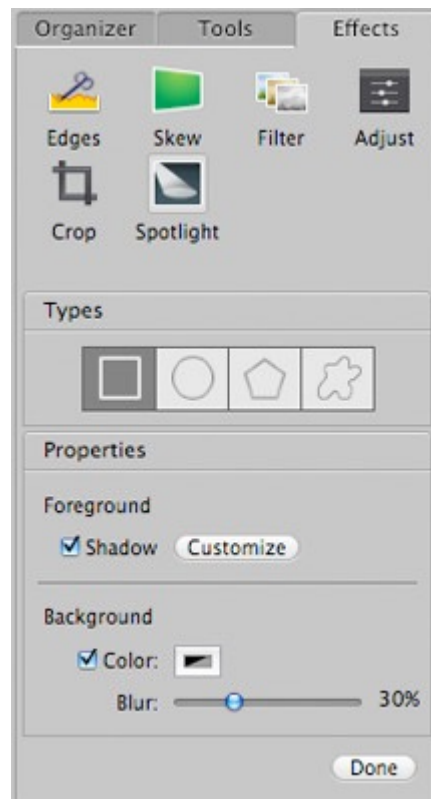 Organizer Tools Effects
Edges Skew Filter Adjust
Crop Spotlight
Types
Properties
Foreground
Shadow Customize
Background
Color:
Blur: 30%
Done